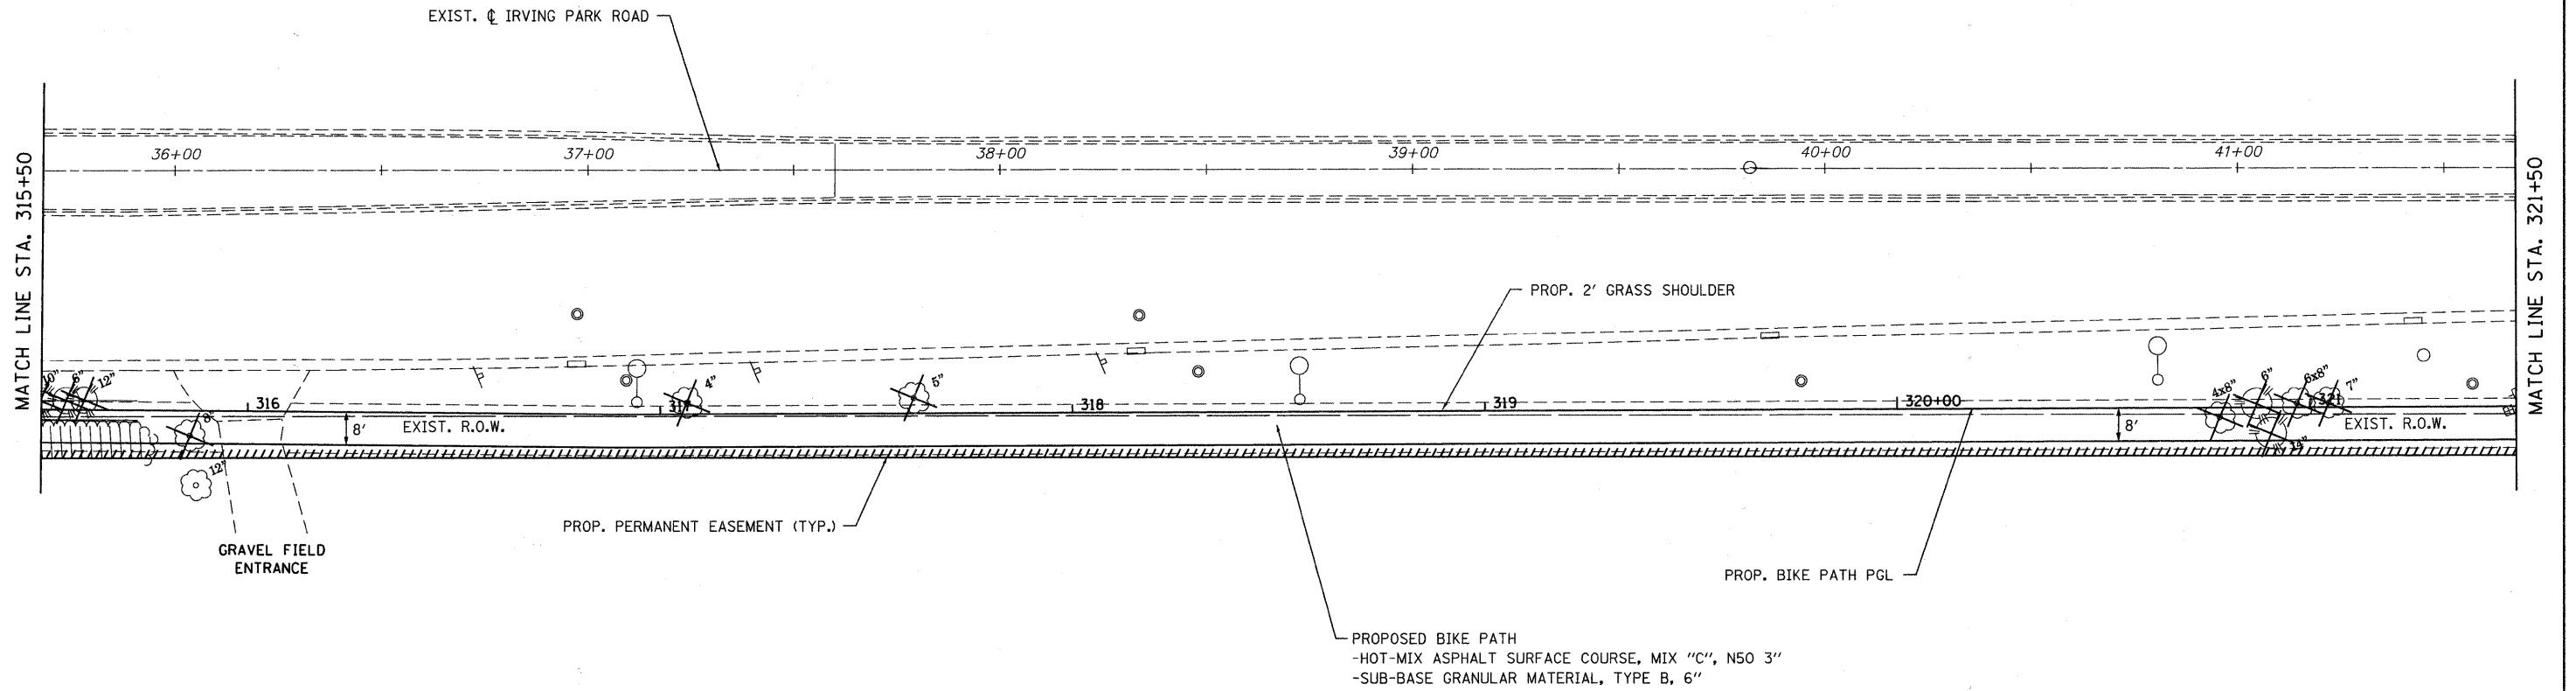 EXIST. ℄ IRVING PARK ROAD
MATCH LINE STA. 315+50
36+00
37+00
38+00
39+00
40+00
41+00
MATCH LINE STA. 321+50
PROP. 2' GRASS SHOULDER
10"
6"
12"
316
4"
317
5"
318
319
320+00
4x8"
6"
6x8"
7"
321
8"
8'
EXIST. R.O.W.
8'
EXIST. R.O.W.
14"
12"
PROP. PERMANENT EASEMENT (TYP.)
GRAVEL FIELD
ENTRANCE
PROP. BIKE PATH PGL
PROPOSED BIKE PATH
-HOT-MIX ASPHALT SURFACE COURSE, MIX "C", N50 3"
-SUB-BASE GRANULAR MATERIAL, TYPE B, 6"